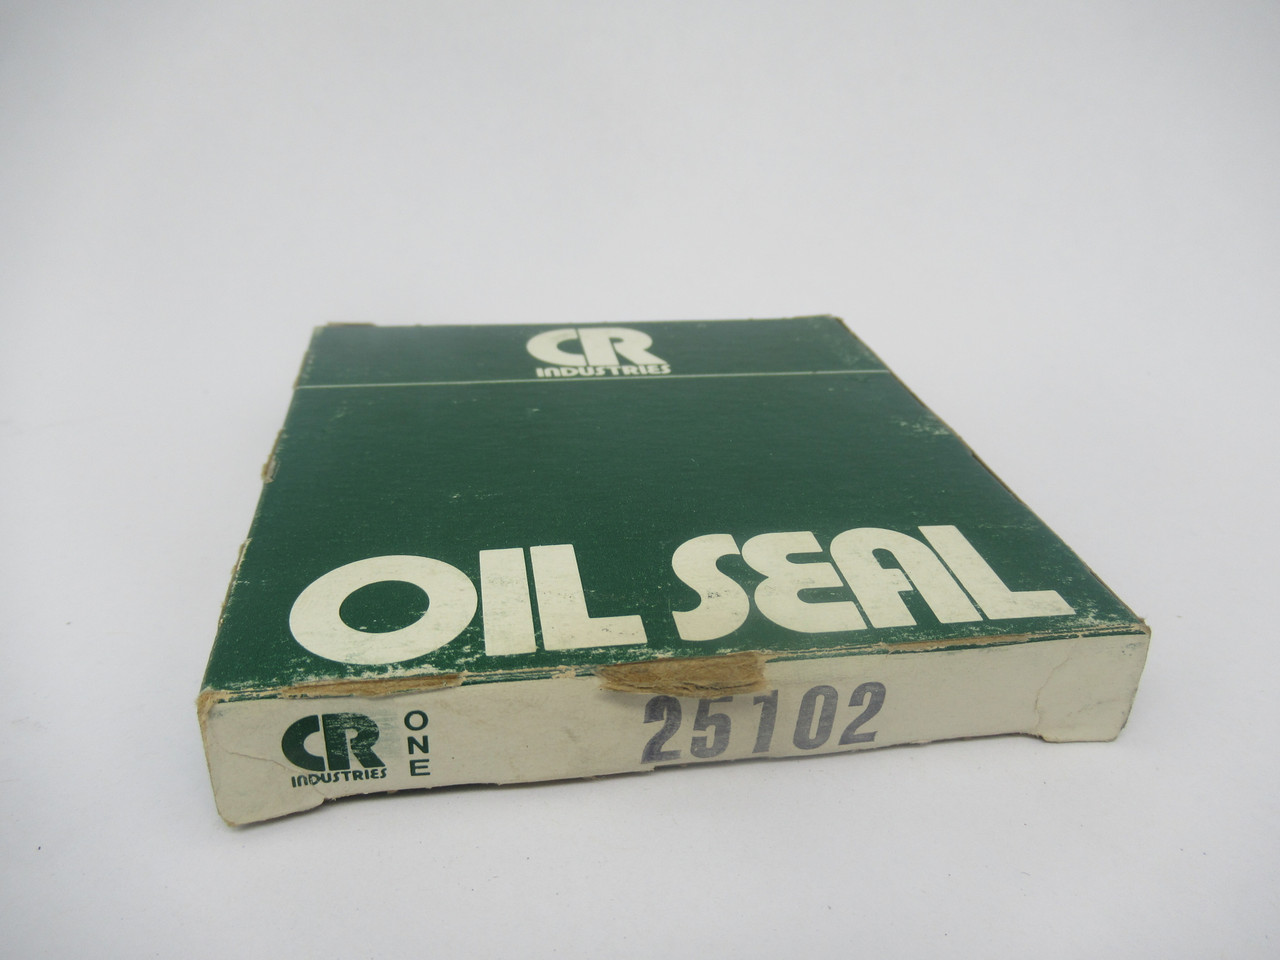 CR
INDUSTRIES
OIL SEAL
CR
INDUSTRIES
ONE
25102